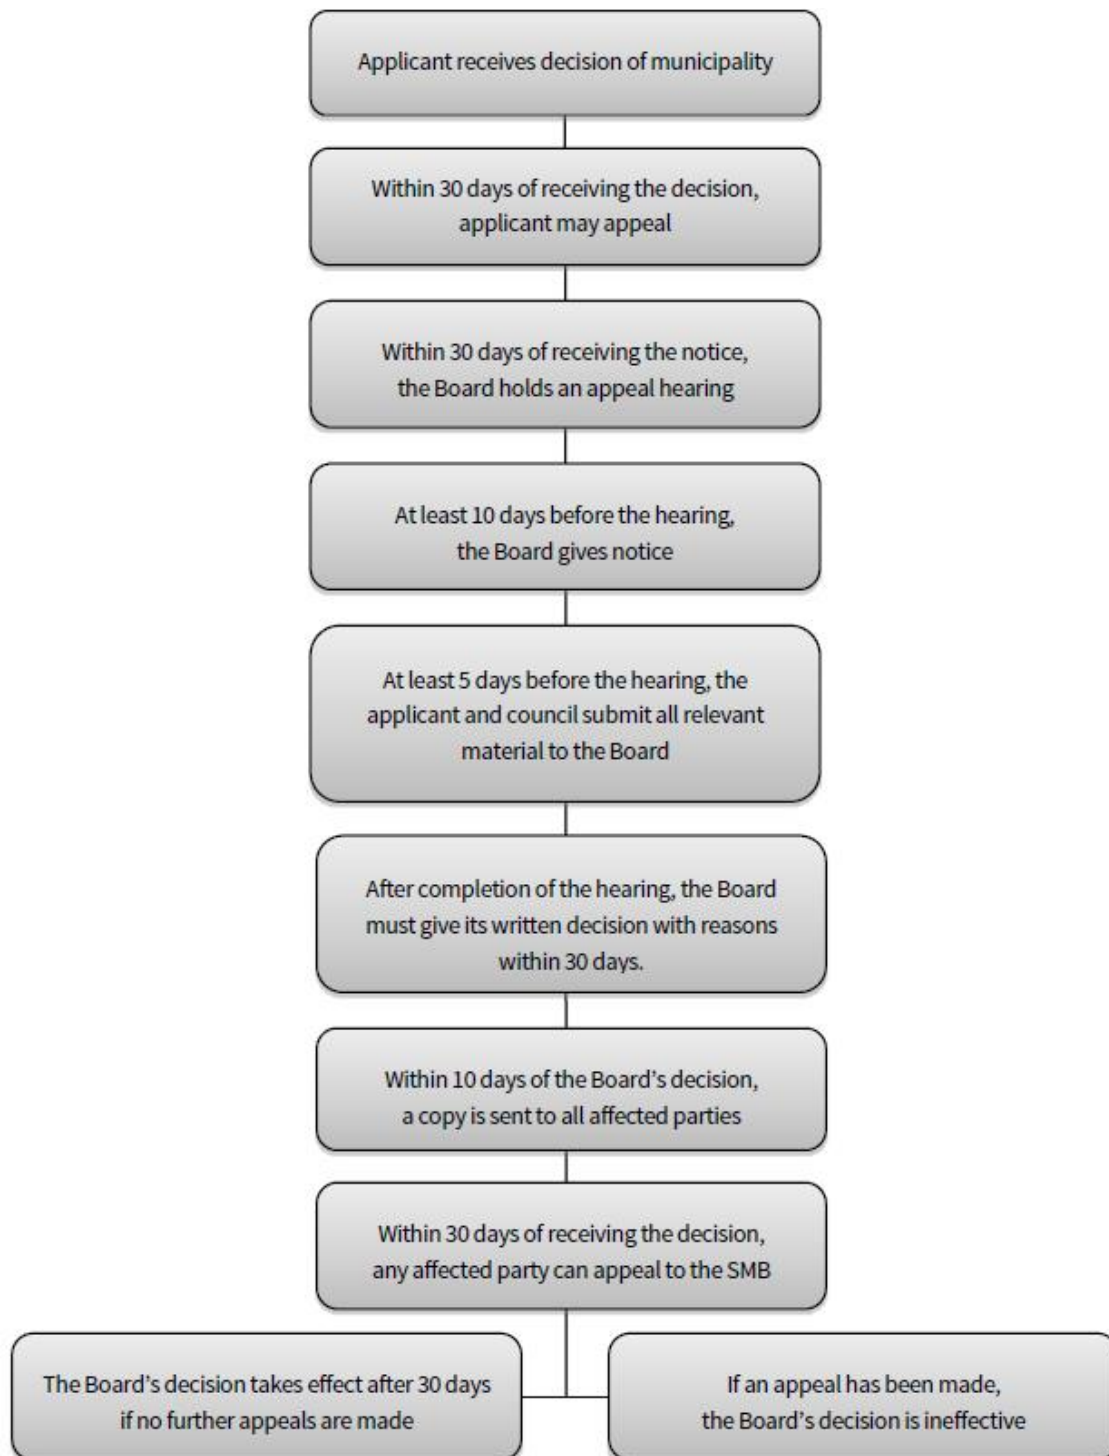 Applicant receives decision of municipality
Within 30 days of receiving the decision,
applicant may appeal
Within 30 days of receiving the notice,
the Board holds an appeal hearing
At least 10 days before the hearing,
the Board gives notice
At least 5 days before the hearing, the
applicant and council submit all relevant
material to the Board
After completion of the hearing, the Board
must give its written decision with reasons
within 30 days.
Within 10 days of the Board’s decision,
a copy is sent to all affected parties
Within 30 days of receiving the decision,
any affected party can appeal to the SMB
The Board’s decision takes effect after 30 days
if no further appeals are made
If an appeal has been made,
the Board’s decision is ineffective